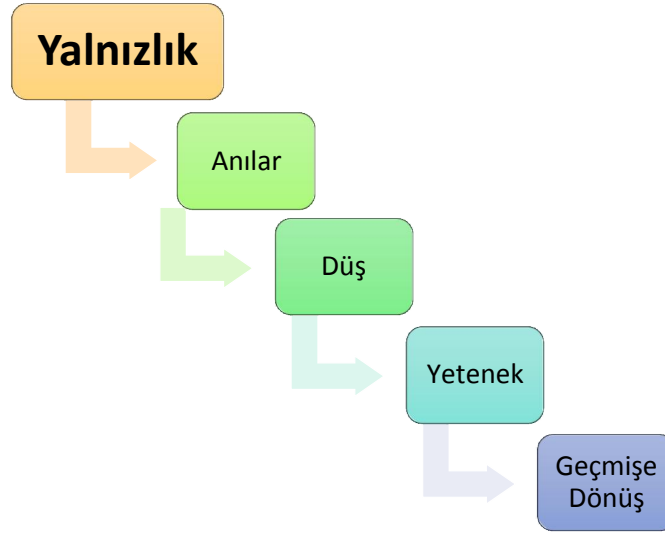 Yalnızlık
Anılar
Düş
Yetenek
Geçmişe
Dönüş